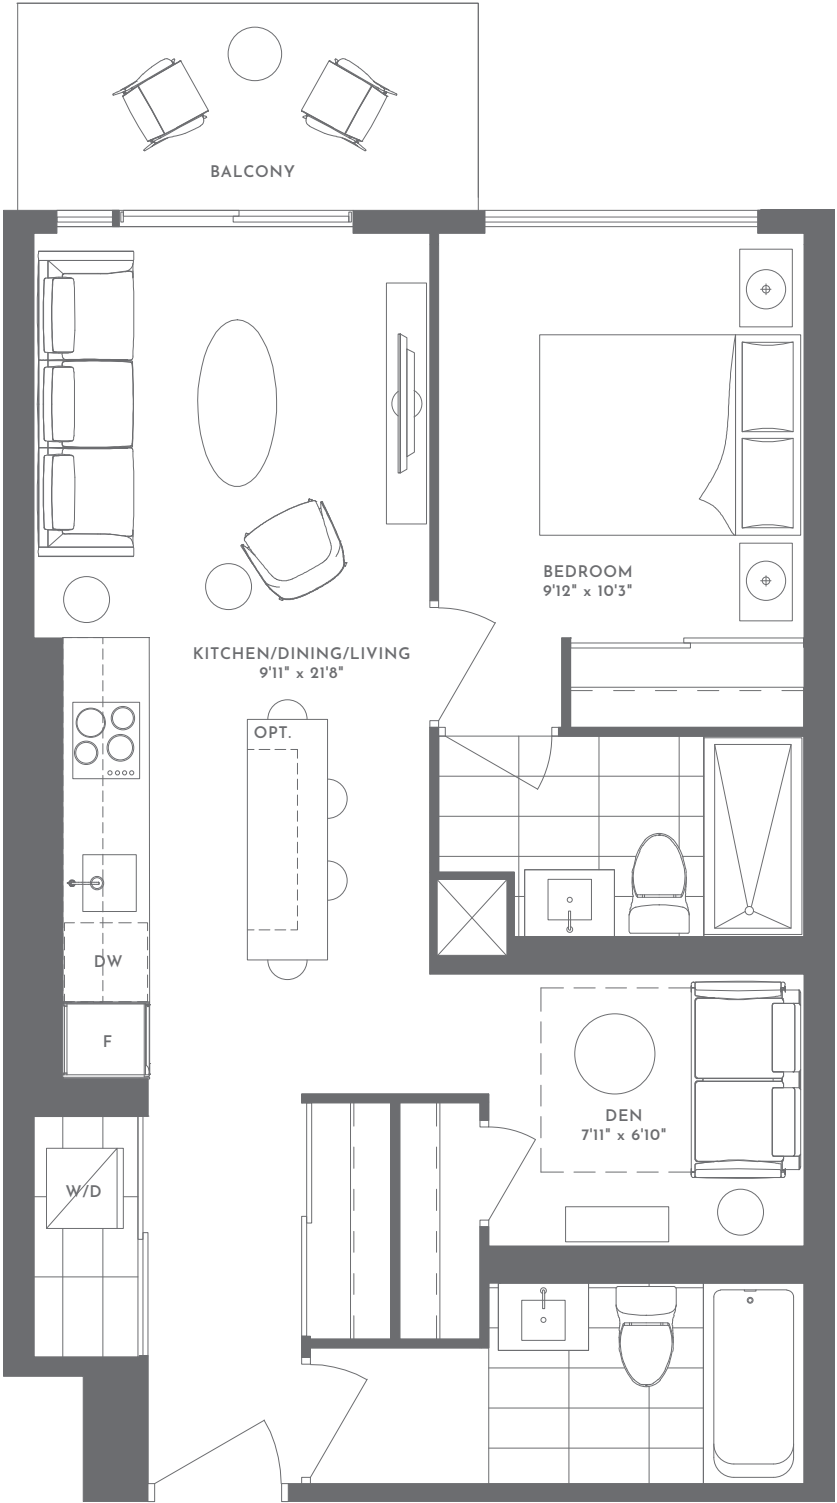 BALCONY
BEDROOM
9'12" x 10'3"
KITCHEN/DINING/LIVING
9'11" x 21'8"
OPT.
DW
F
DEN
7'11" x 6'10"
W/D